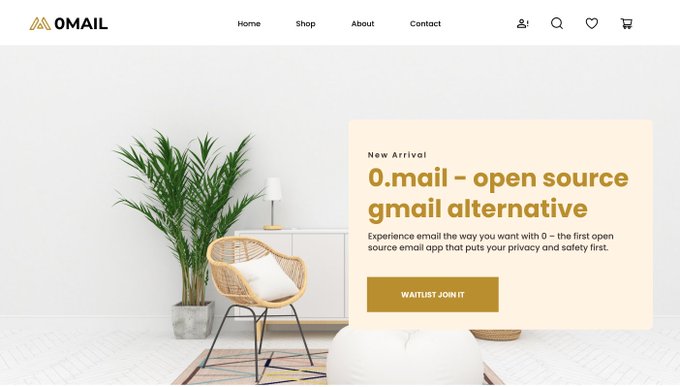 0MAIL
Home
Shop
About
Contact
New Arrival
0.mail - open source
gmail alternative
Experience email the way you want with 0 – the first open
source email app that puts your privacy and safety first.
WAITLIST JOIN IT